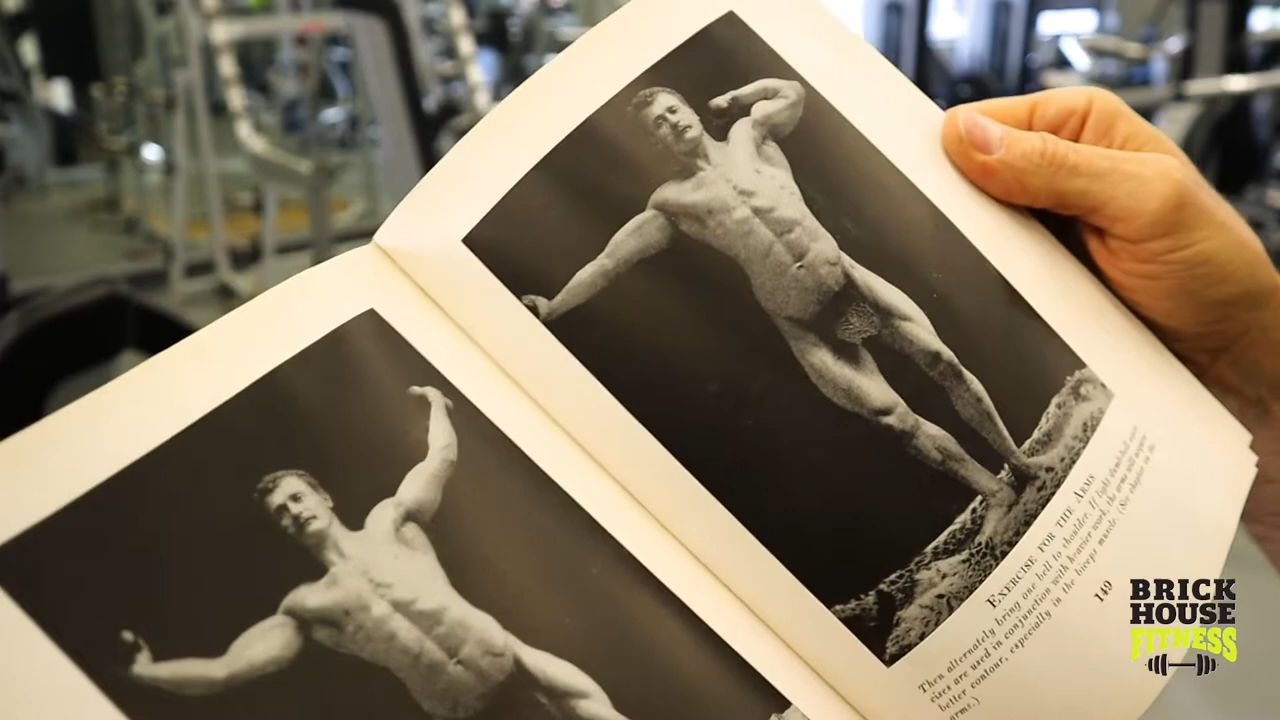 EXERCISE FOR THE ARMS
Then alternately bring one bell to shoulder. If light dumbbell exer-
cises are used in conjunction with heavier work, the arms will acquire
better contour, especially in the biceps muscle. (See chapter on the
arms.)
149
BRICK
HOUSE
FITNESS